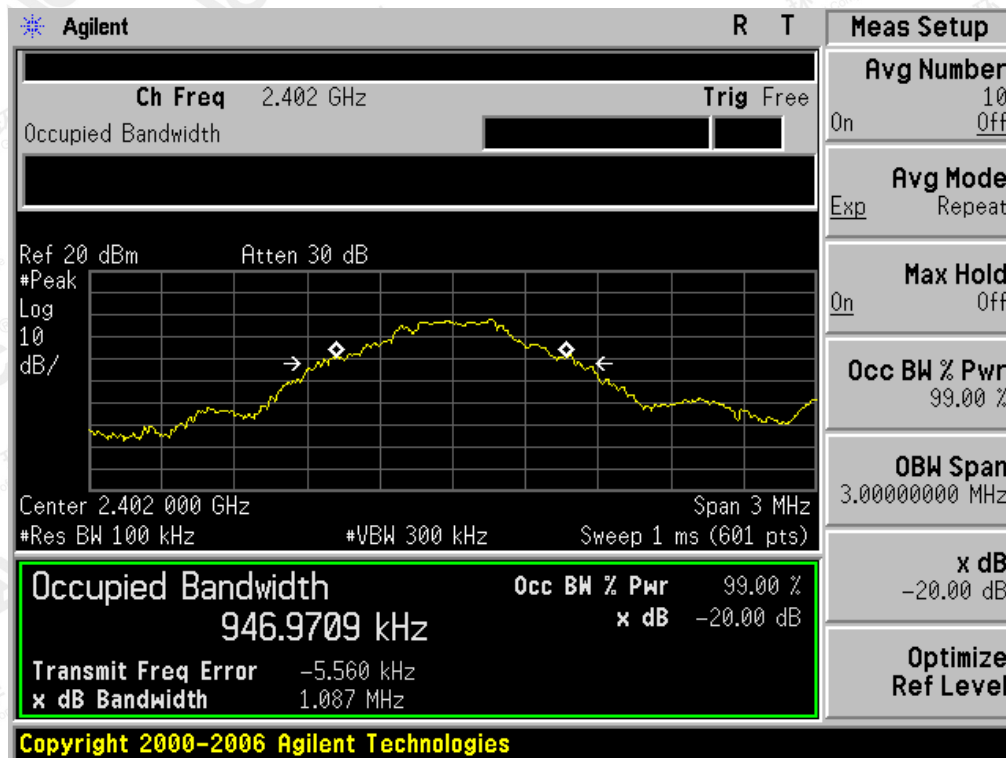 Agilent R T
Ch Freq 2.402 GHz Trig Free
Occupied Bandwidth
Ref 20 dBm Atten 30 dB
#Peak
Log
10
dB/
Center 2.402 000 GHz Span 3 MHz
#Res BW 100 kHz #VBW 300 kHz Sweep 1 ms (601 pts)
Occupied Bandwidth
946.9709 kHz
Occ BW % Pwr 99.00 %
x dB -20.00 dB
Transmit Freq Error -5.560 kHz
x dB Bandwidth 1.087 MHz
Copyright 2000-2006 Agilent Technologies
Meas Setup
Avg Number
10
On Off
Avg Mode
Exp Repeat
Max Hold
On Off
Occ BW % Pwr
99.00 %
OBW Span
3.00000000 MHz
x dB
-20.00 dB
Optimize
Ref Level